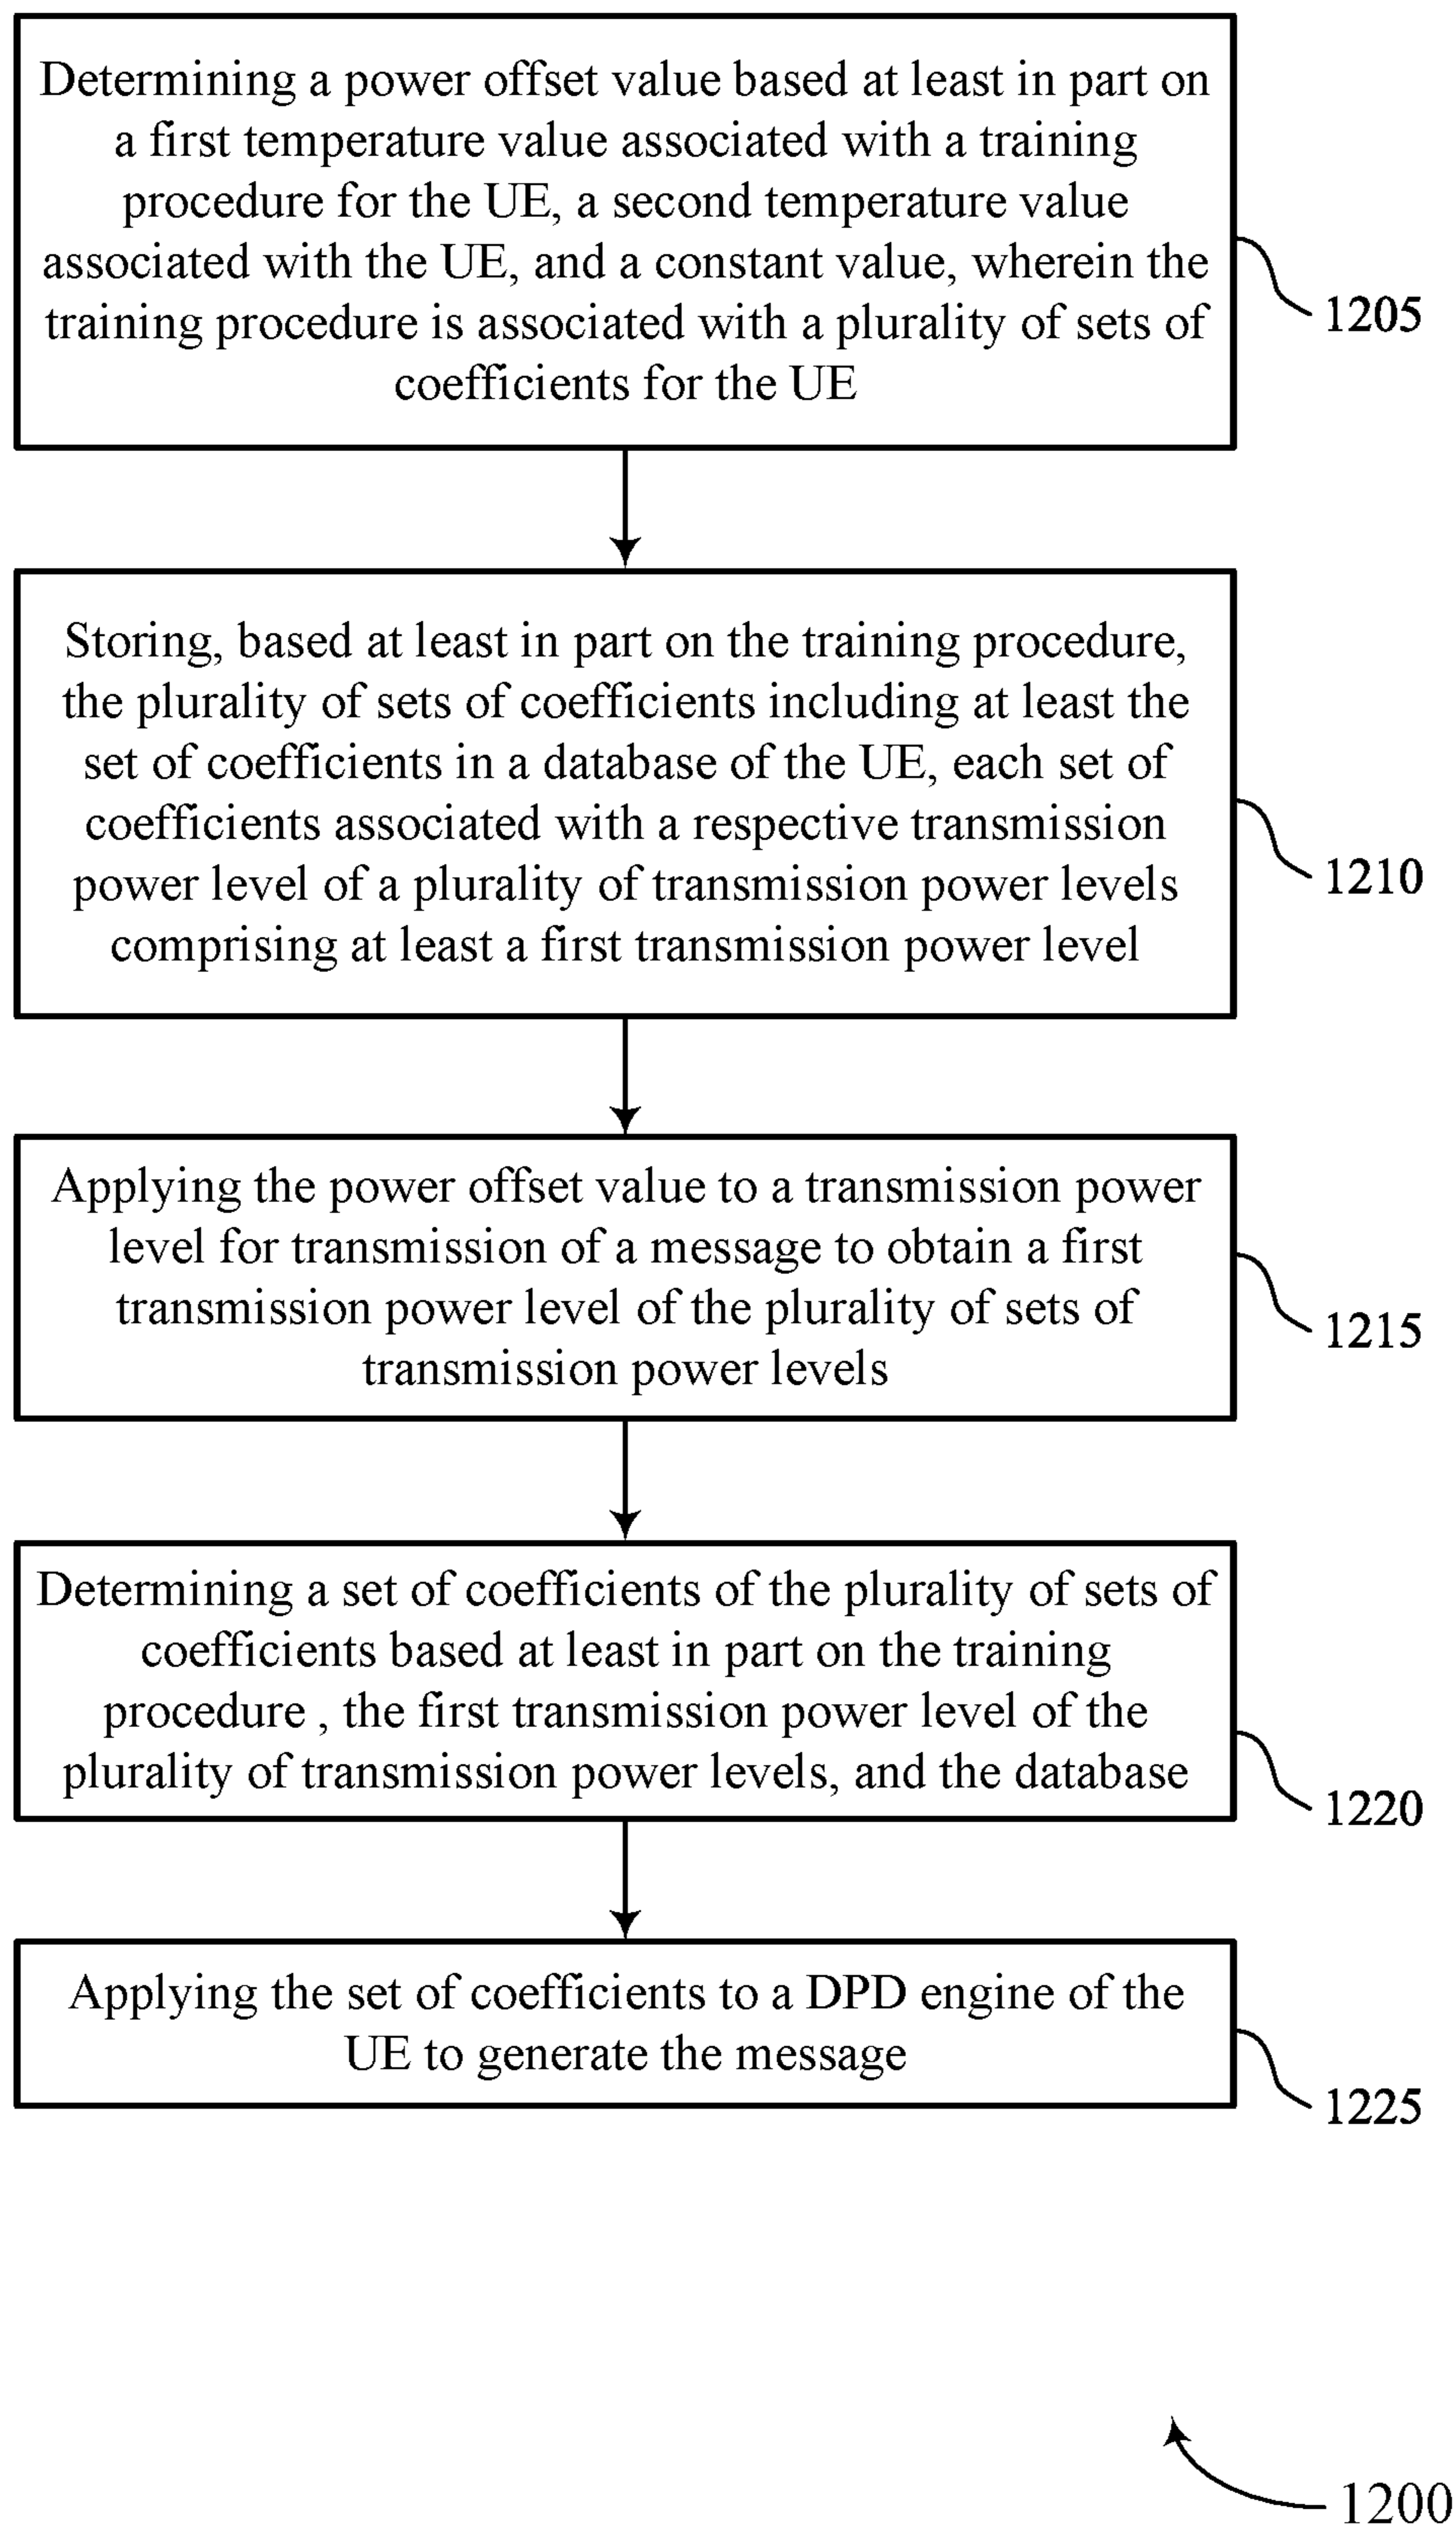 Determining a power offset value based at least in part on
a first temperature value associated with a training
procedure for the UE, a second temperature value
associated with the UE, and a constant value, wherein the
training procedure is associated with a plurality of sets of
coefficients for the UE
1205
Storing, based at least in part on the training procedure,
the plurality of sets of coefficients including at least the
set of coefficients in a database of the UE, each set of
coefficients associated with a respective transmission
power level of a plurality of transmission power levels
comprising at least a first transmission power level
1210
Applying the power offset value to a transmission power
level for transmission of a message to obtain a first
transmission power level of the plurality of sets of
transmission power levels
1215
Determining a set of coefficients of the plurality of sets of
coefficients based at least in part on the training
procedure , the first transmission power level of the
plurality of transmission power levels, and the database
1220
Applying the set of coefficients to a DPD engine of the
UE to generate the message
1225
1200